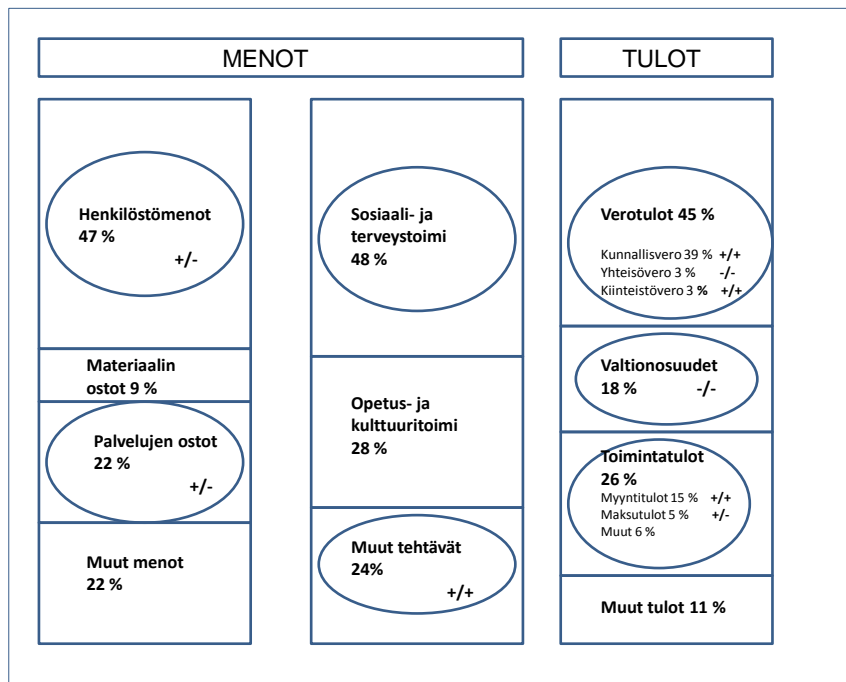 MENOT
TULOT
Henkilöstömenot
47 %
+/-
Materiaalin
ostot 9 %
Palvelujen ostot
22 %
+/-
Muut menot
22 %
Sosiaali- ja
terveystoimi
48 %
Opetus- ja
kulttuuritoimi
28 %
Muut tehtävät
24%
+/+
Verotulot 45 %
Kunnallisvero 39 % +/+
Yhteisövero 3 % -/-
Kiinteistövero 3 % +/+
Valtionosuudet
18 % -/-
Toimintatulot
26 %
Myyntitulot 15 % +/+
Maksutulot 5 % +/-
Muut 6 %
Muut tulot 11 %